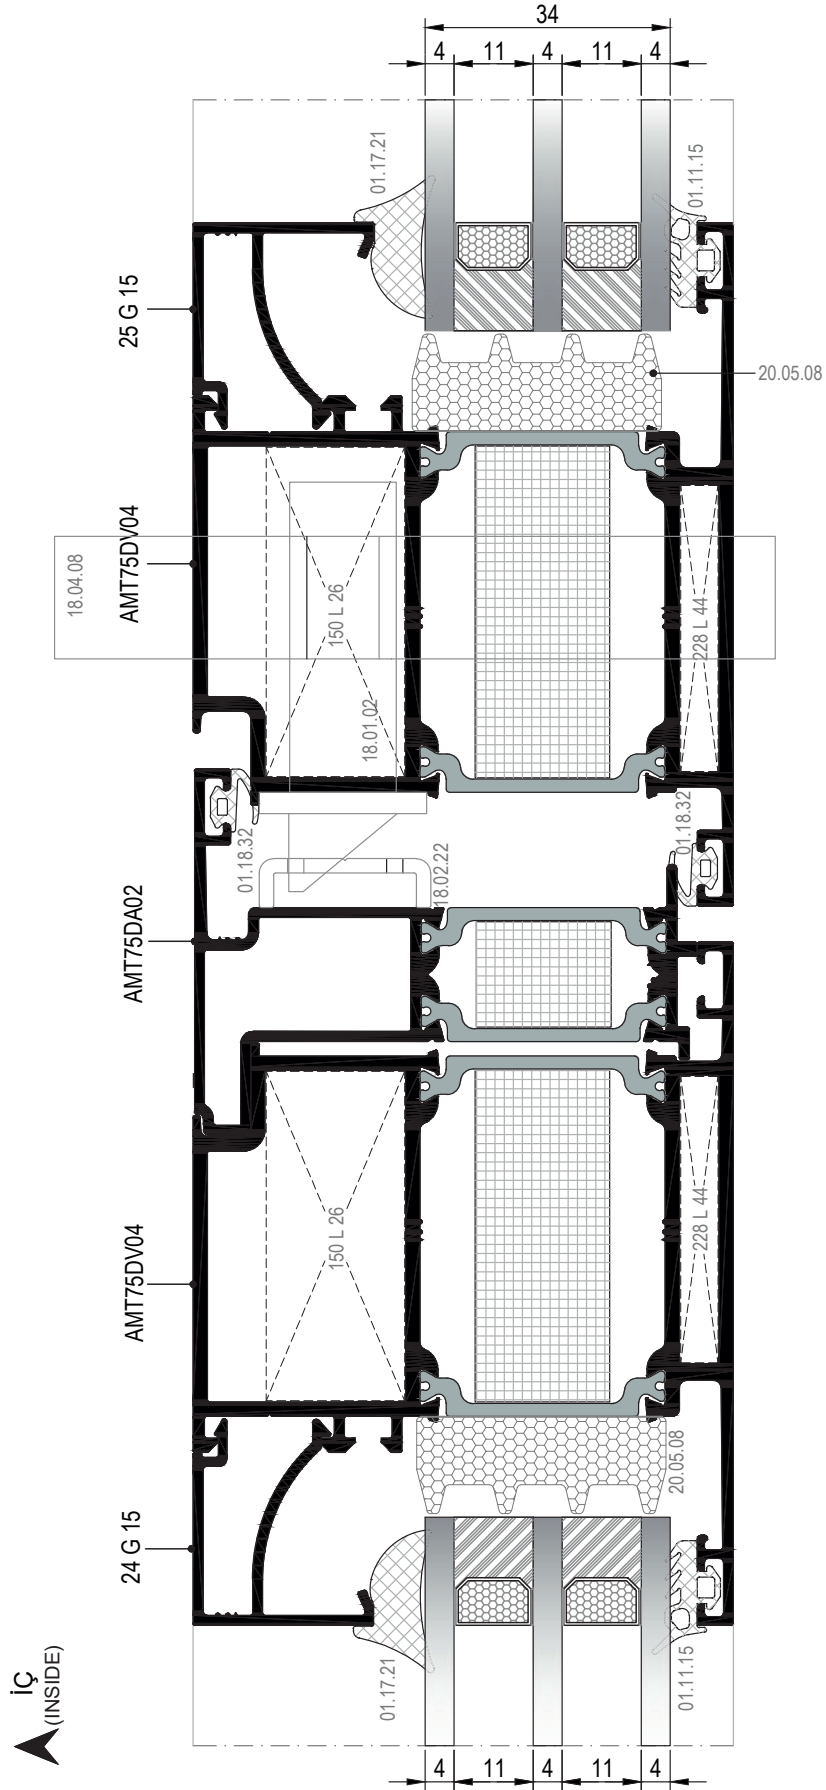 34
4 11 4 11 4
01.17.21
01.11.15
25 G 15
20.05.08
18.04.08
AMT75DV04
150 L 26
228 L 44
18.01.02
01.18.32
01.18.32
18.02.22
AMT75DA02
AMT75DV04
150 L 26
228 L 44
20.05.08
24 G 15
01.17.21
01.11.15
İÇ
(INSIDE)
4 11 4 11 4